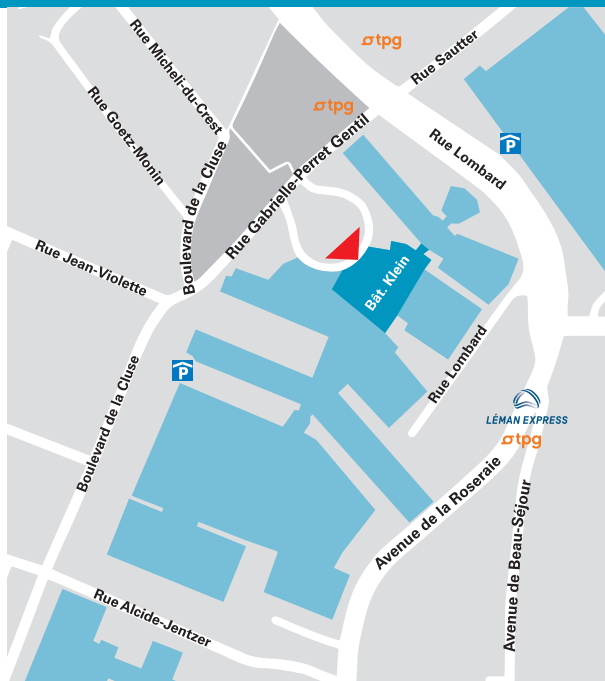 Rue Micheli-du-Crest
tpg
Rue Sautter
Rue Goetz-Monin
tpg
Rue Gabrielle-Perret Gentil
Rue Lombard
P
Boulevard de la Cluse
Rue Jean-Violette
Bât. Klein
Rue Lombard
P
Boulevard de la Cluse
LÉMAN EXPRESS
tpg
Avenue de la Roseraie
Avenue de Beau-Séjour
Rue Alcide-Jentzer